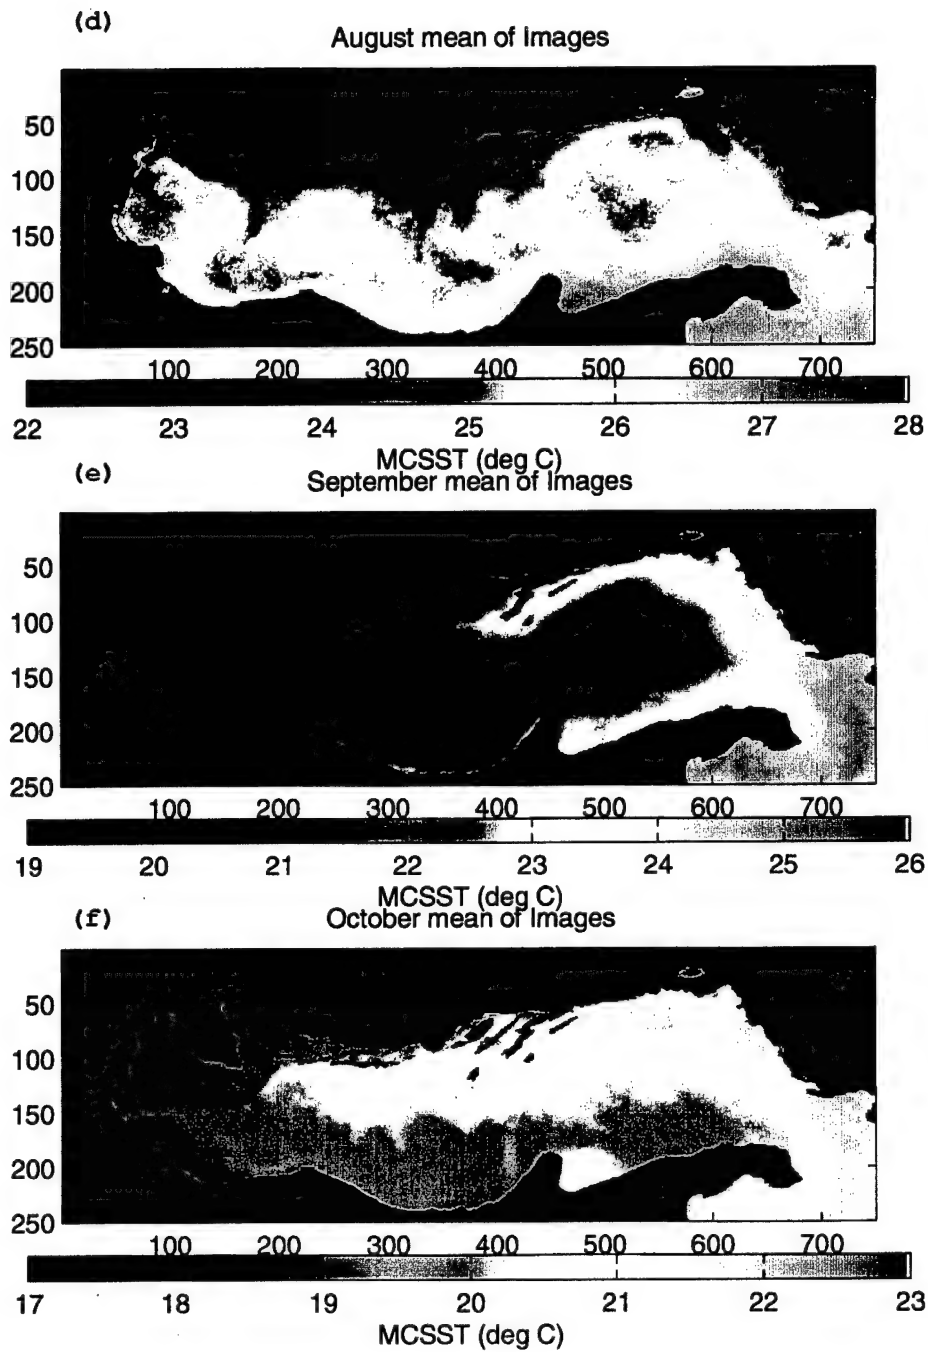 (d)
August mean of Images
50
100
150
200
250
100 200 300 400 500 600 700
22 23 24 25 26 27 28
MCSST (deg C)
(e)
September mean of Images
50
100
150
200
250
100 200 300 400 500 600 700
19 20 21 22 23 24 25 26
MCSST (deg C)
(f)
October mean of Images
50
100
150
200
250
100 200 300 400 500 600 700
17 18 19 20 21 22 23
MCSST (deg C)